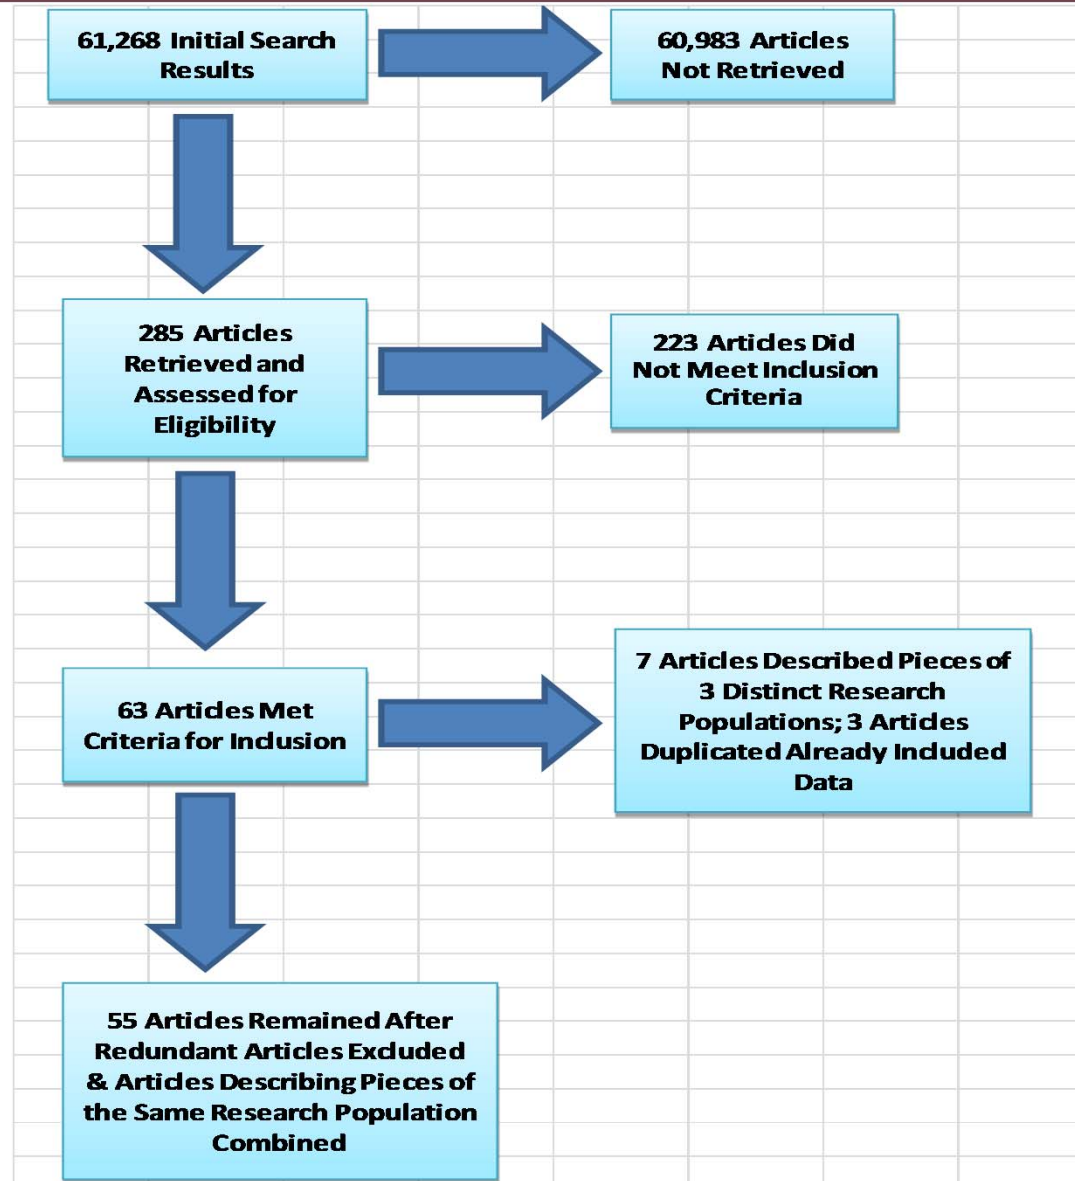 61,268 Initial Search
Results
60,983 Articles
Not Retrieved
285 Articles
Retrieved and
Assessed for
Eligibility
223 Articles Did
Not Meet Inclusion
Criteria
63 Articles Met
Criteria for Inclusion
7 Articles Described Pieces of
3 Distinct Research
Populations; 3 Articles
Duplicated Already Included
Data
55 Articles Remained After
Redundant Articles Excluded
& Articles Describing Pieces of
the Same Research Population
Combined